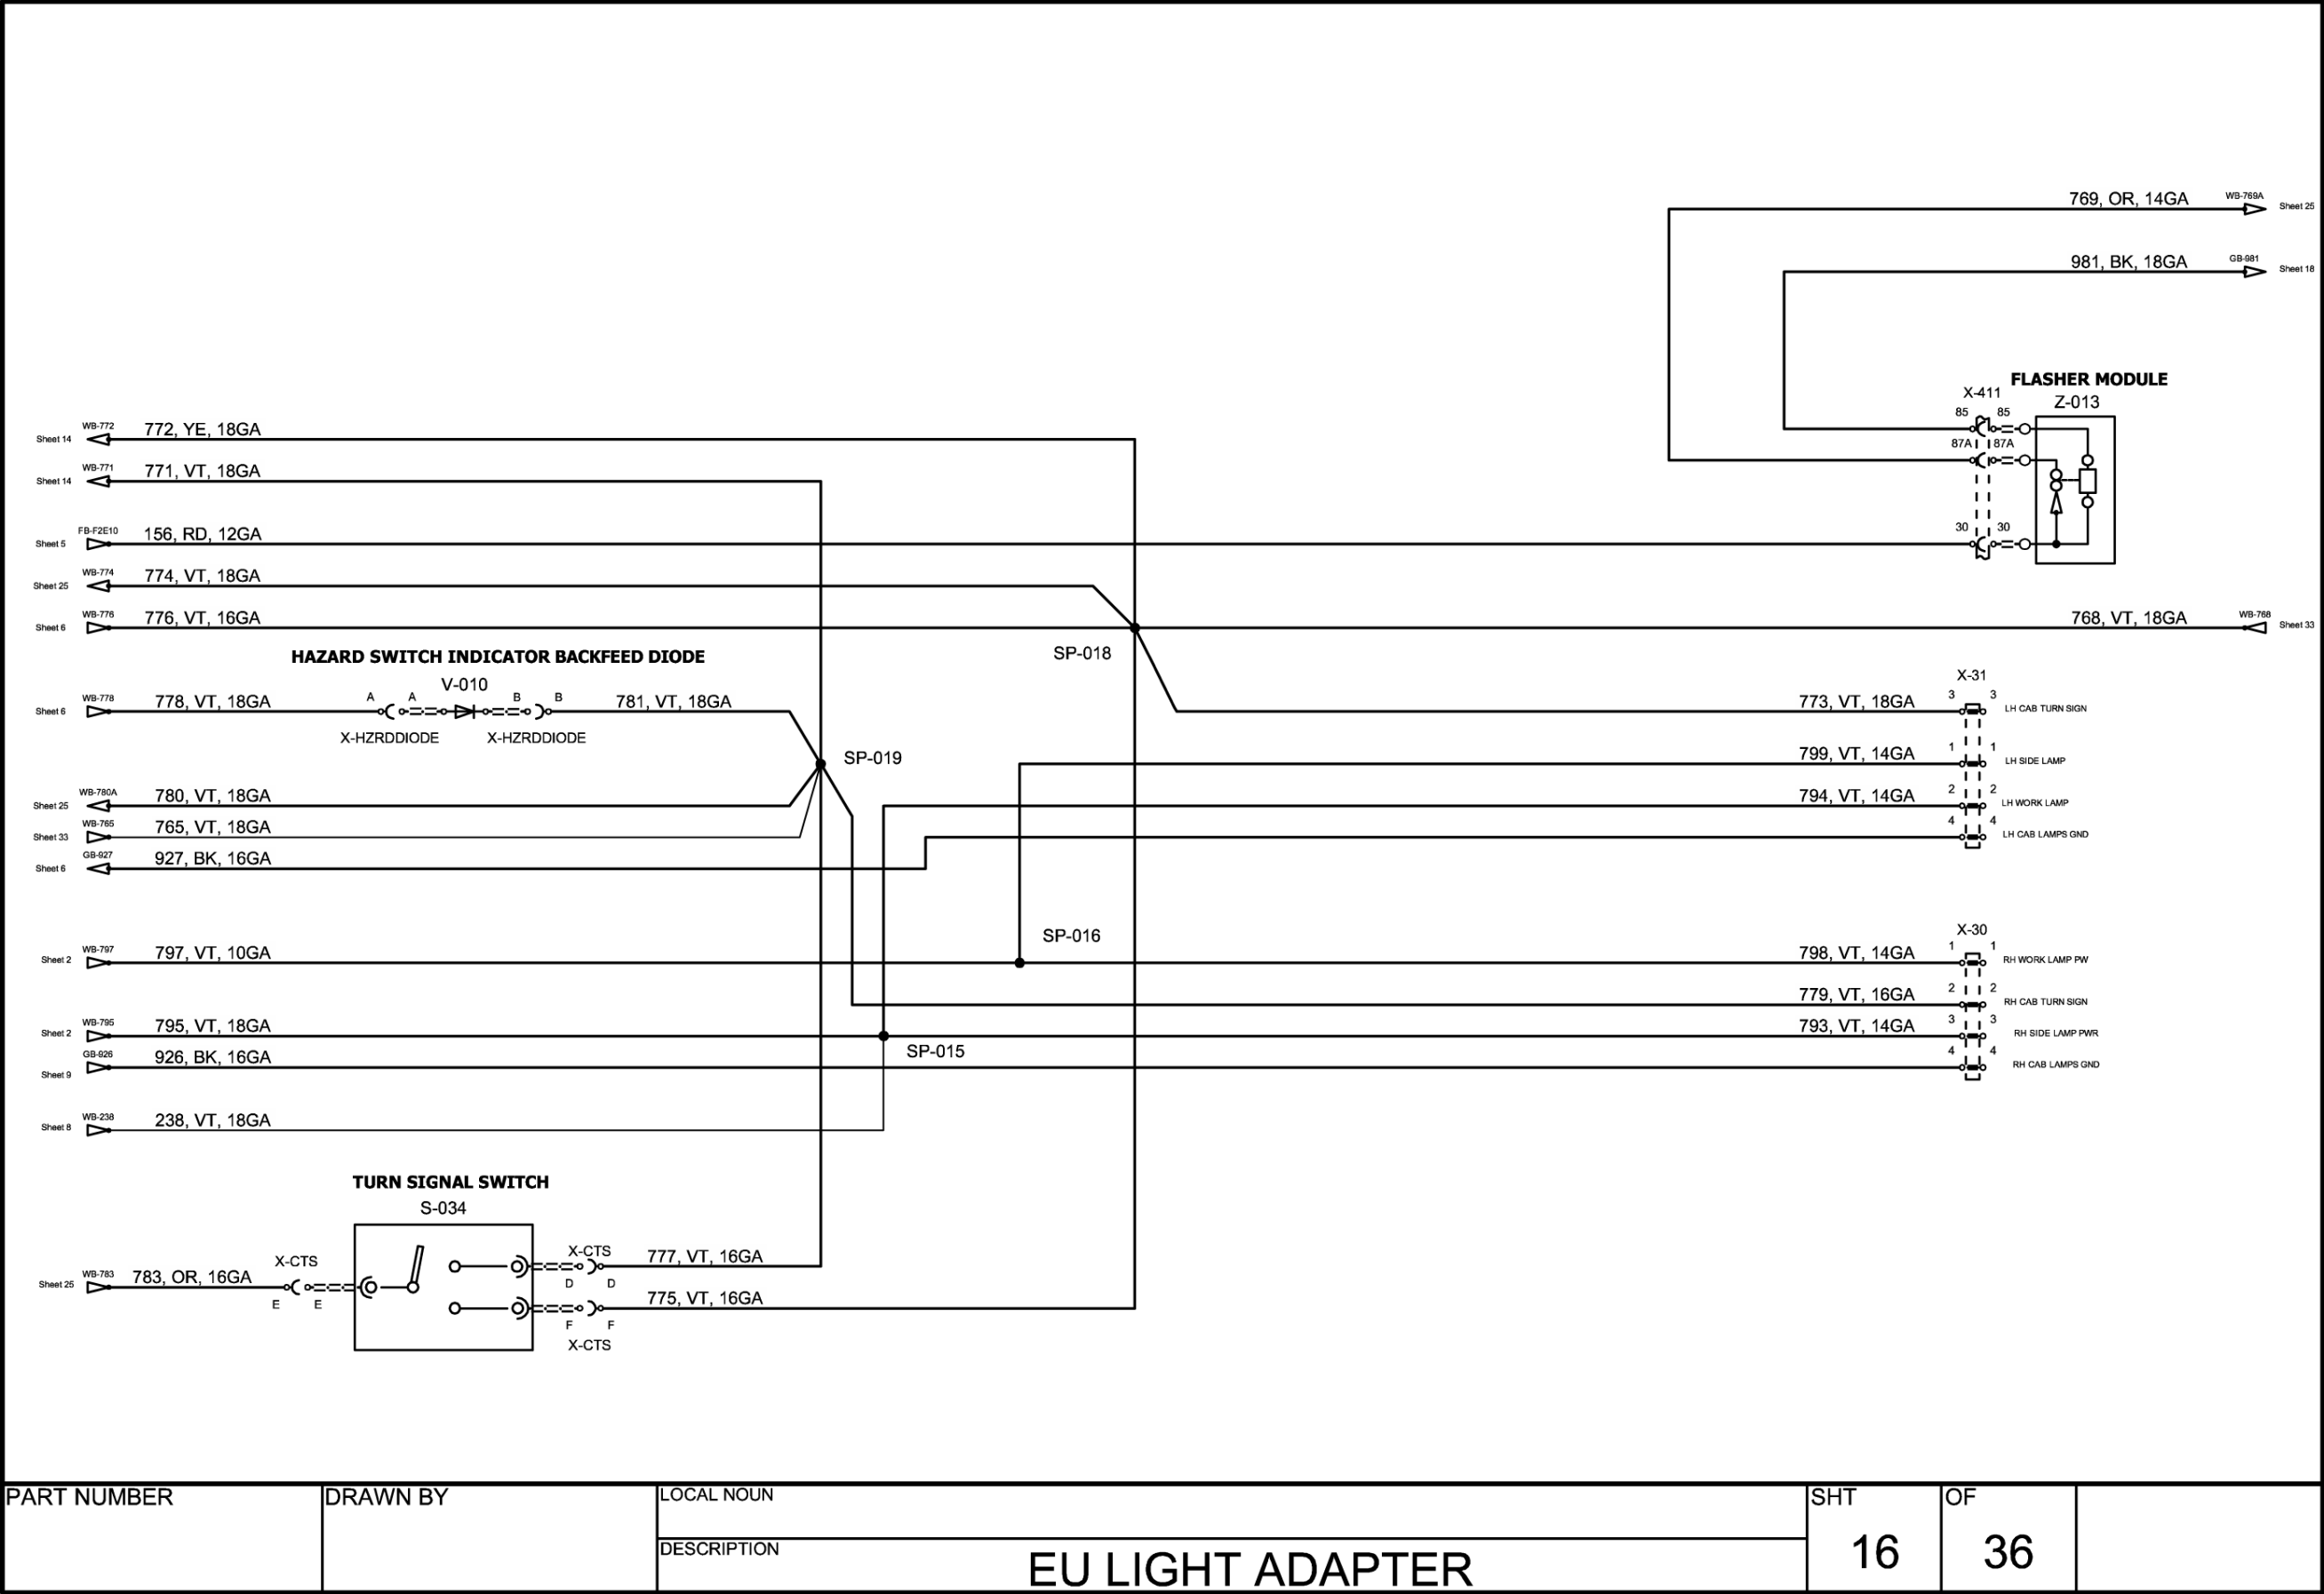 769, OR, 14GA WB-769A Sheet 25
981, BK, 18GA GB-981 Sheet 18
FLASHER MODULE
X-411 Z-013
85 85
87A 87A
30 30
Sheet 14 WB-772 772, YE, 18GA
Sheet 14 WB-771 771, VT, 18GA
Sheet 5 FB-F2E10 156, RD, 12GA
Sheet 25 WB-774 774, VT, 18GA
Sheet 6 WB-776 776, VT, 16GA
768, VT, 18GA WB-768 Sheet 33
SP-018
HAZARD SWITCH INDICATOR BACKFEED DIODE
V-010
Sheet 6 WB-778 778, VT, 18GA A A B B 781, VT, 18GA
X-HZRDDIODE X-HZRDDIODE
SP-019
X-31
773, VT, 18GA 3 3 LH CAB TURN SIGN
799, VT, 14GA 1 1 LH SIDE LAMP
794, VT, 14GA 2 2 LH WORK LAMP
4 4 LH CAB LAMPS GND
Sheet 25 WB-780A 780, VT, 18GA
Sheet 33 WB-765 765, VT, 18GA
Sheet 6 GB-927 927, BK, 16GA
SP-016
X-30
Sheet 2 WB-797 797, VT, 10GA
798, VT, 14GA 1 1 RH WORK LAMP PW
779, VT, 16GA 2 2 RH CAB TURN SIGN
Sheet 2 WB-795 795, VT, 18GA
793, VT, 14GA 3 3 RH SIDE LAMP PWR
SP-015
Sheet 9 GB-926 926, BK, 16GA
4 4 RH CAB LAMPS GND
Sheet 8 WB-238 238, VT, 18GA
TURN SIGNAL SWITCH
S-034
Sheet 25 WB-783 783, OR, 16GA X-CTS
E E
X-CTS 777, VT, 16GA
D D
775, VT, 16GA
F F
X-CTS
PART NUMBER
DRAWN BY
LOCAL NOUN
DESCRIPTION
EU LIGHT ADAPTER
SHT
16
OF
36